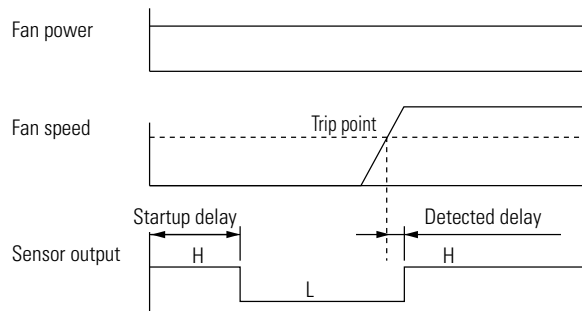 Fan power
Fan speed
Trip point
Startup delay
Detected delay
Sensor output
H
H
L